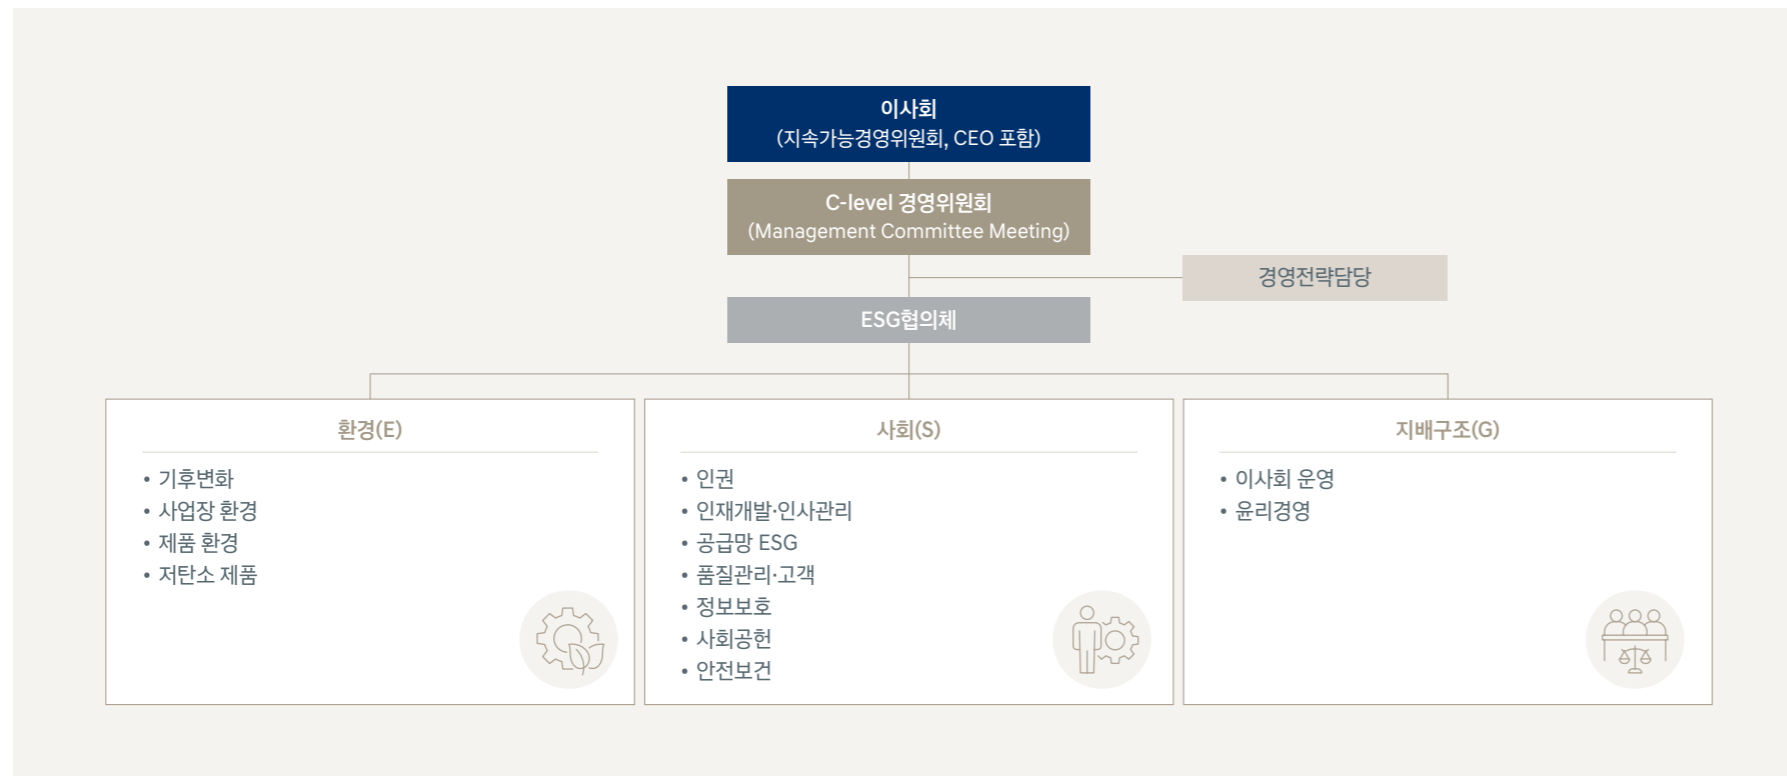 이사회
(지속가능경영위원회, CEO 포함)
C-level 경영위원회
(Management Committee Meeting)
경영전략담당
ESG협의체
환경(E)
• 기후변화
• 사업장 환경
• 제품 환경
• 저탄소 제품
사회(S)
• 인권
• 인재개발·인사관리
• 공급망 ESG
• 품질관리·고객
• 정보보호
• 사회공헌
• 안전보건
지배구조(G)
• 이사회 운영
• 윤리경영